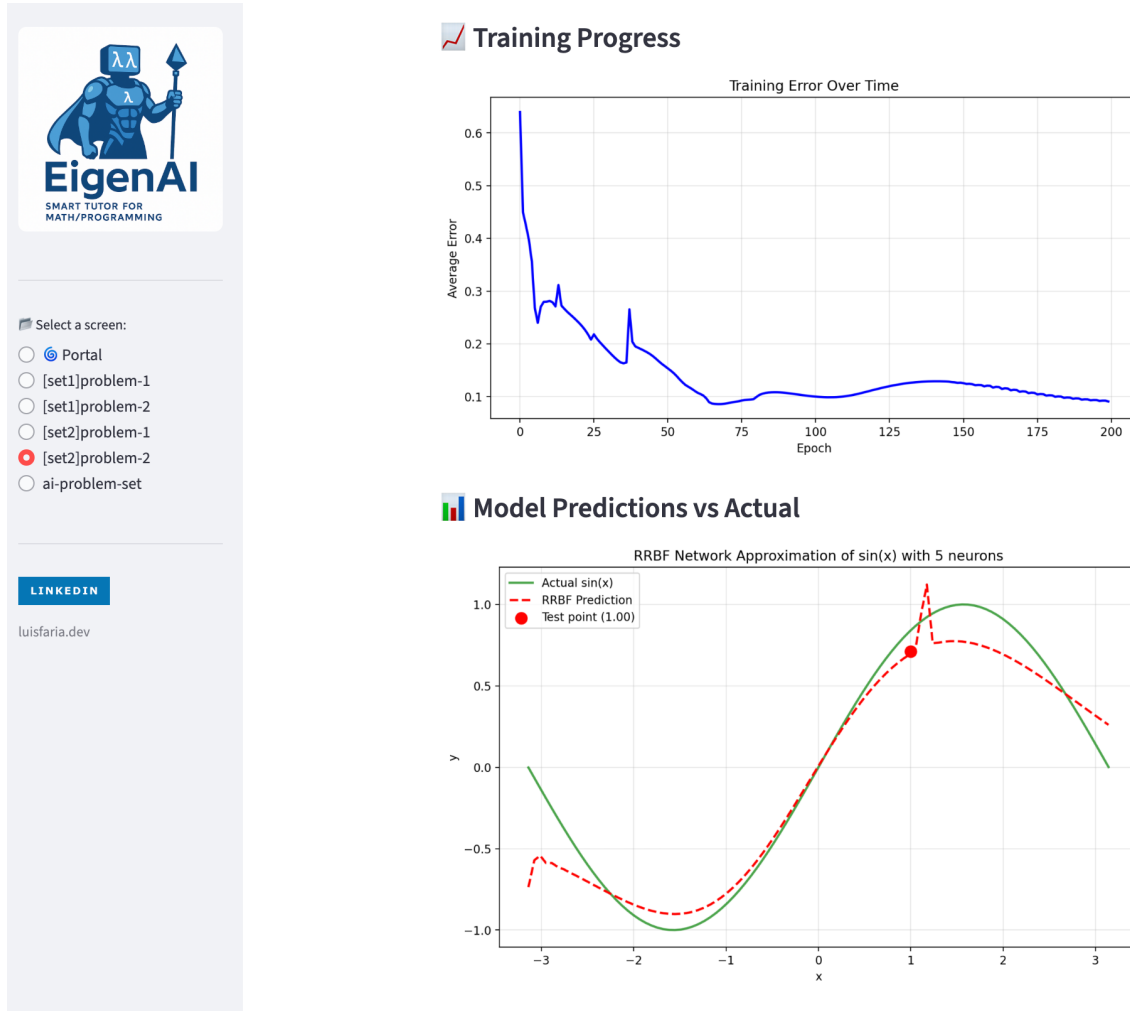 λλ
λ
EigenAI
SMART TUTOR FOR
MATH/PROGRAMMING
Select a screen:
Portal
[set1]problem-1
[set1]problem-2
[set2]problem-1
[set2]problem-2
ai-problem-set
LINKEDIN
luisfaria.dev
Training Progress
Training Error Over Time
Average Error
0.6
0.5
0.4
0.3
0.2
0.1
0 25 50 75 100 125 150 175 200
Epoch
Model Predictions vs Actual
RRBF Network Approximation of sin(x) with 5 neurons
Actual sin(x)
RRBF Prediction
Test point (1.00)
y
1.0
0.5
0.0
−0.5
−1.0
−3 −2 −1 0 1 2 3
x